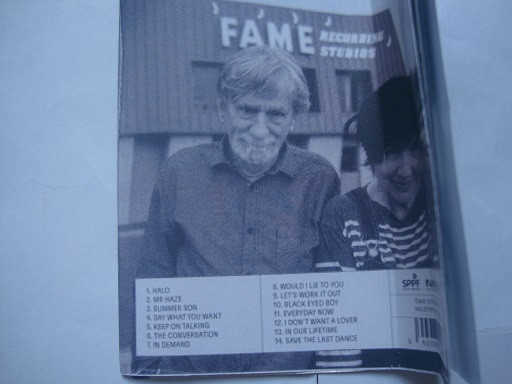 FAME
RECORDING
STUDIOS
1. HALO
2. MR HAZE
3. SUMMER SON
4. SAY WHAT YOU WANT
5. KEEP ON TALKING
6. THE CONVERSATION
7. IN DEMAND
8. WOULD I LIE TO YOU
9. LET'S WORK IT OUT
10. BLACK EYED BOY
11. EVERYDAY NOW
12. I DON'T WANT A LOVER
13. IN OUR LIFETIME
14. SAVE THE LAST DANCE
SPPF